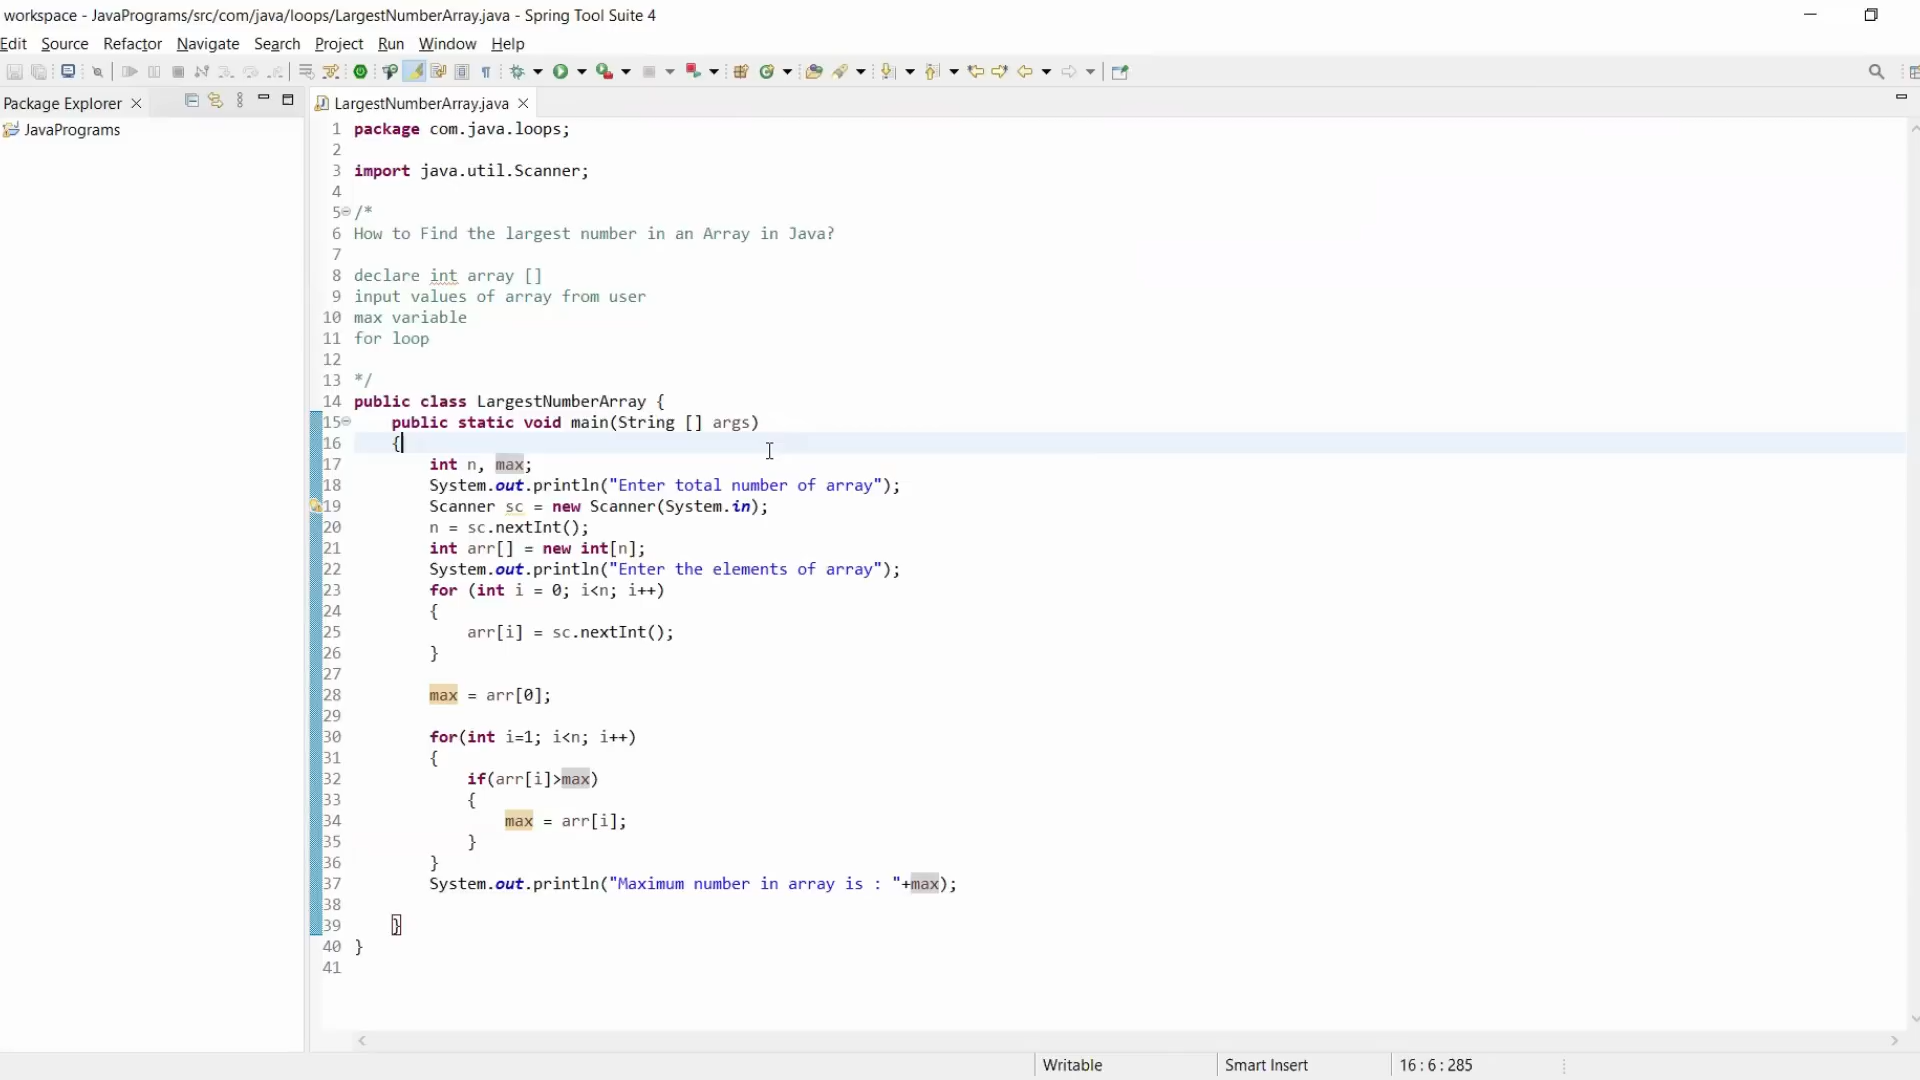 workspace - JavaPrograms/src/com/java/loops/LargestNumberArray.java - Spring Tool Suite 4
Edit Source Refactor Navigate Search Project Run Window Help
Package Explorer
JavaPrograms
LargestNumberArray.java
1 package com.java.loops;
2
3 import java.util.Scanner;
4
5 /*
6 How to Find the largest number in an Array in Java?
7
8 declare int array []
9 input values of array from user
10 max variable
11 for loop
12
13 */
14 public class LargestNumberArray {
15     public static void main(String [] args)
16     {
17         int n, max;
18         System.out.println("Enter total number of array");
19         Scanner sc = new Scanner(System.in);
20         n = sc.nextInt();
21         int arr[] = new int[n];
22         System.out.println("Enter the elements of array");
23         for (int i = 0; i<n; i++)
24         {
25             arr[i] = sc.nextInt();
26         }
27
28         max = arr[0];
29
30         for(int i=1; i<n; i++)
31         {
32             if(arr[i]>max)
33             {
34                 max = arr[i];
35             }
36         }
37         System.out.println("Maximum number in array is : "+max);
38
39     }
40 }
41
Writable Smart Insert 16 : 6 : 285